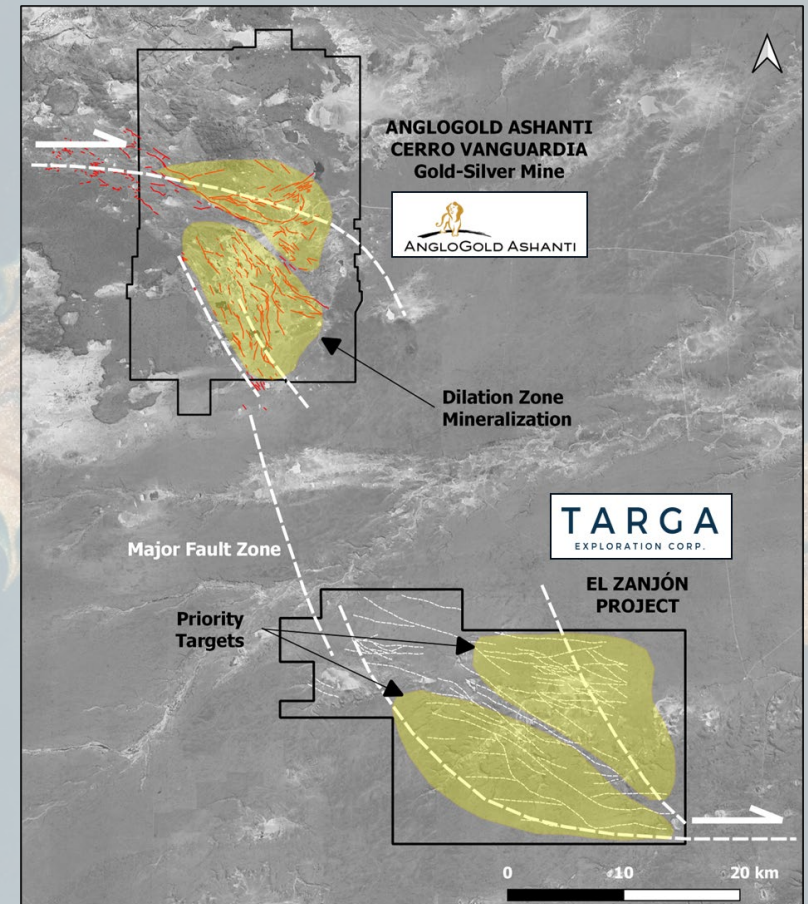 ANGLOGOLD ASHANTI
CERRO VANGUARDIA
Gold-Silver Mine
ANGLOGOLD ASHANTI
Dilation Zone
Mineralization
TARGA
EXPLORATION CORP.
Major Fault Zone
EL ZANJÓN
PROJECT
Priority
Targets
0 10 20 km